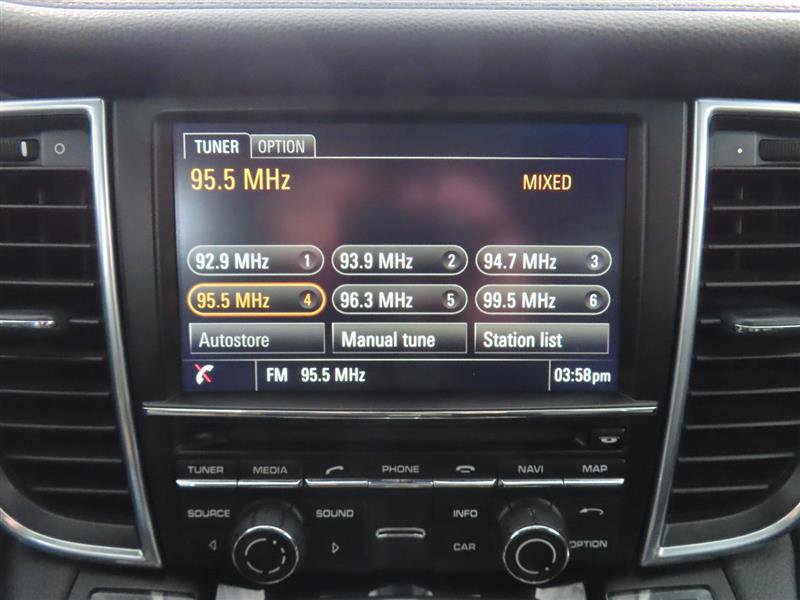 TUNER OPTION
95.5 MHz MIXED
92.9 MHz 1 93.9 MHz 2 94.7 MHz 3
95.5 MHz 4 96.3 MHz 5 99.5 MHz 6
Autostore Manual tune Station list
FM 95.5 MHz 03:58pm
TUNER MEDIA PHONE NAVI MAP
SOURCE SOUND INFO
CAR OPTION